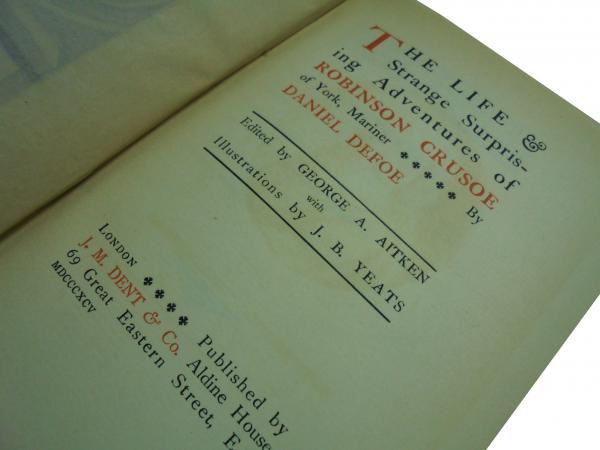 THE LIFE &
Strange Surpris-
ing Adventures of
ROBINSON CRUSOE
of York, Mariner ✤ ✤ ✤ ✤ ✤ By
DANIEL DEFOE
Edited by GEORGE A. AITKEN
with
Illustrations by J. B. YEATS
LONDON ✤ ✤ ✤ ✤ Published by
J. M. DENT & Co. Aldine House
69 Great Eastern Street, E
MDCCCXCV